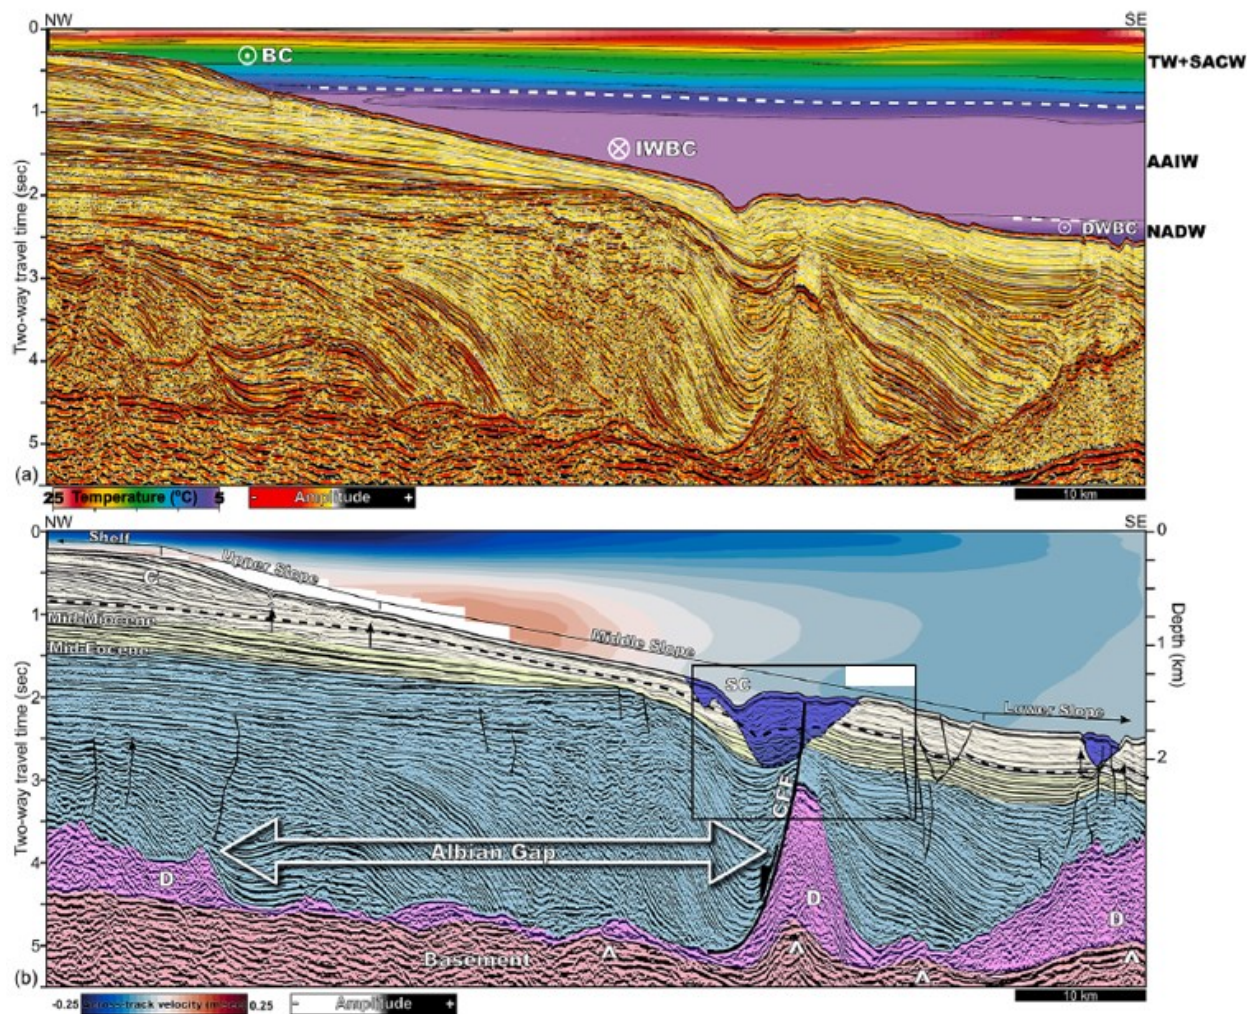 NW SE
0
BC
TW+SACW
1
IWBC
AAIW
Two-way travel time (sec)
2
DWBC
NADW
3
4
5
(a)
25 Temperature (°C) 5
- Amplitude +
10 km
NW SE
0 0
Shelf
Upper Slope
C
1
Mid-Miocene
Middle Slope
1
Mid-Eocene
Depth (km)
Two-way travel time (sec)
SC
2
Lower Slope
2
3
CFF
4
Albian Gap
D
D
D
5
Basement
Λ Λ Λ Λ
(b)
-0.25 0.25
- Amplitude +
10 km